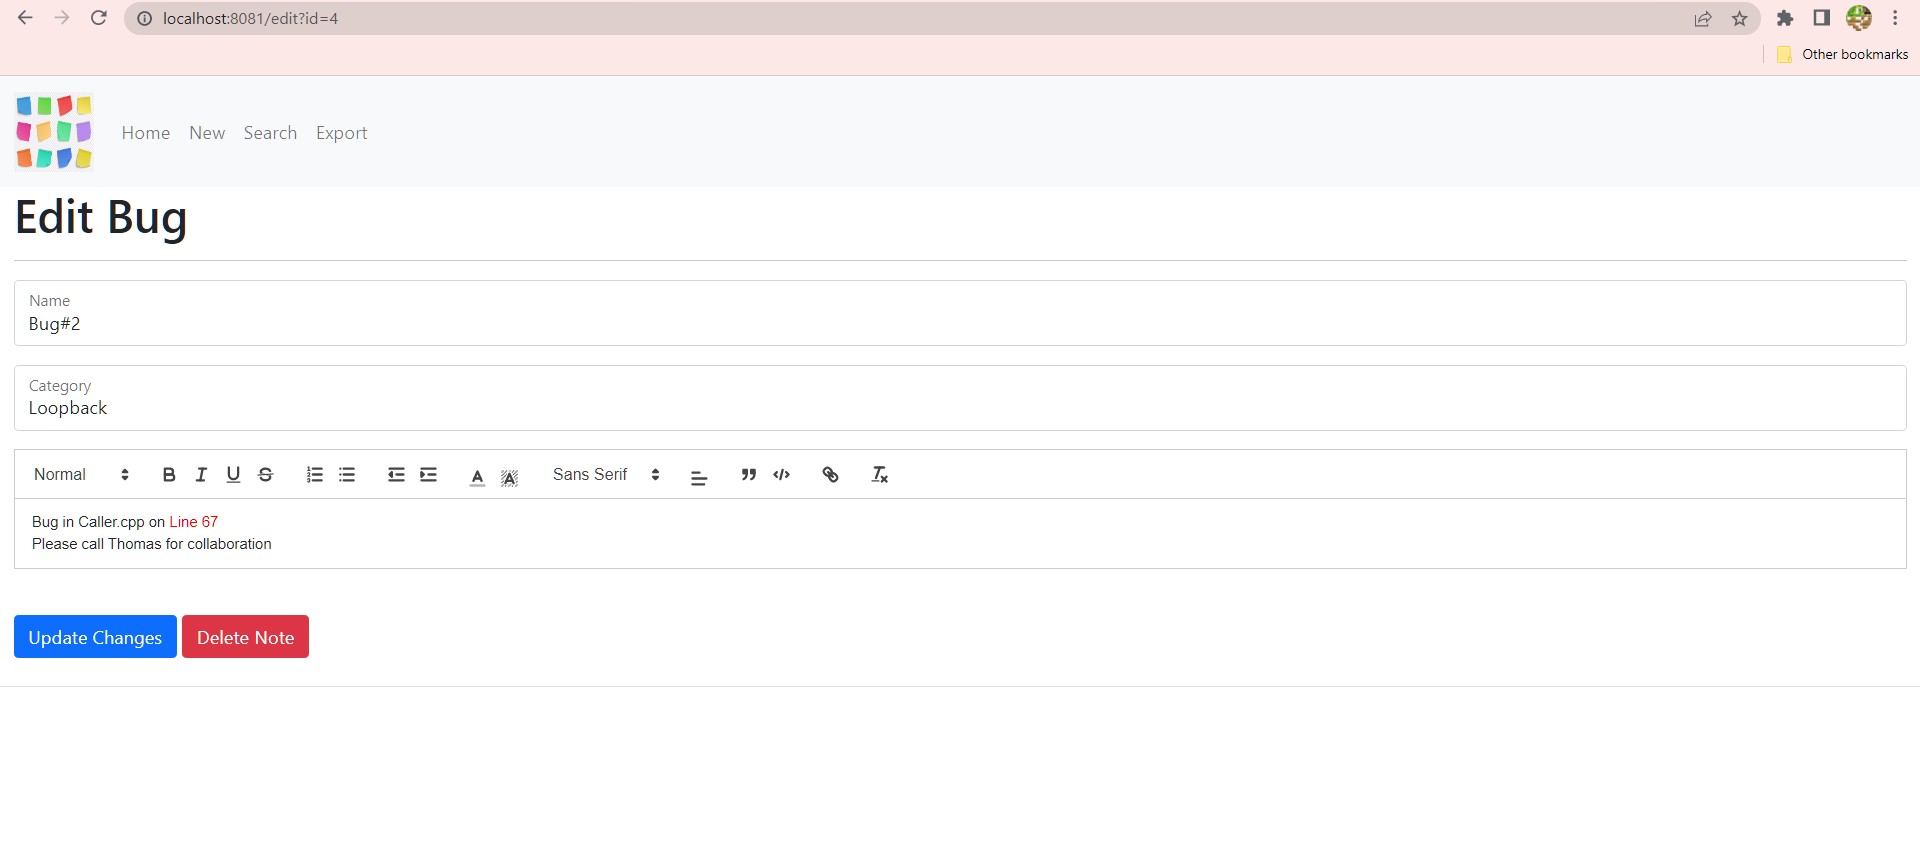 localhost:8081/edit?id=4
Other bookmarks
Home New Search Export
Edit Bug
Name
Bug#2
Category
Loopback
Normal Sans Serif
Bug in Caller.cpp on Line 67
Please call Thomas for collaboration
Update Changes Delete Note